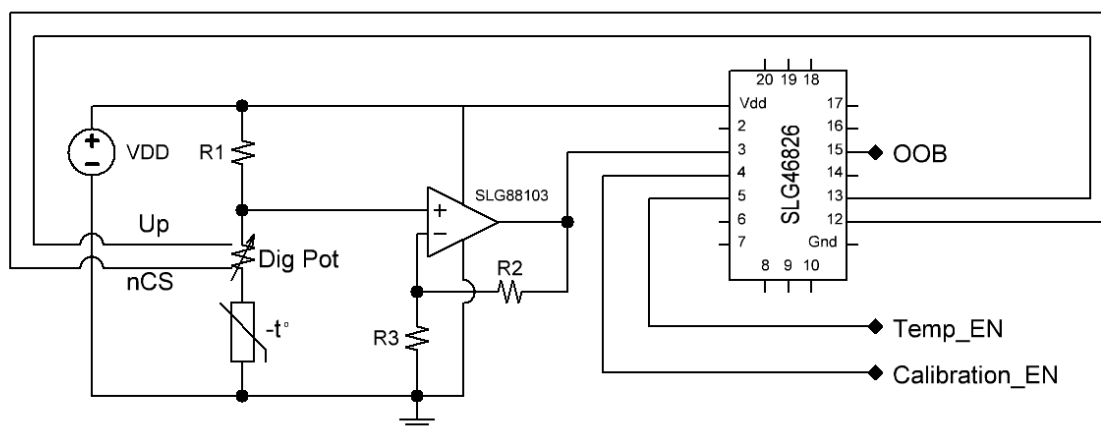 20 19 18
Vdd 17
VDD
R1
2 16
3 15
OOB
SLG46826
SLG88103
4 14
5 13
+
−
Up
Dig Pot
6 12
7 Gnd
nCS
R2
8 9 10
-t°
R3
Temp_EN
Calibration_EN